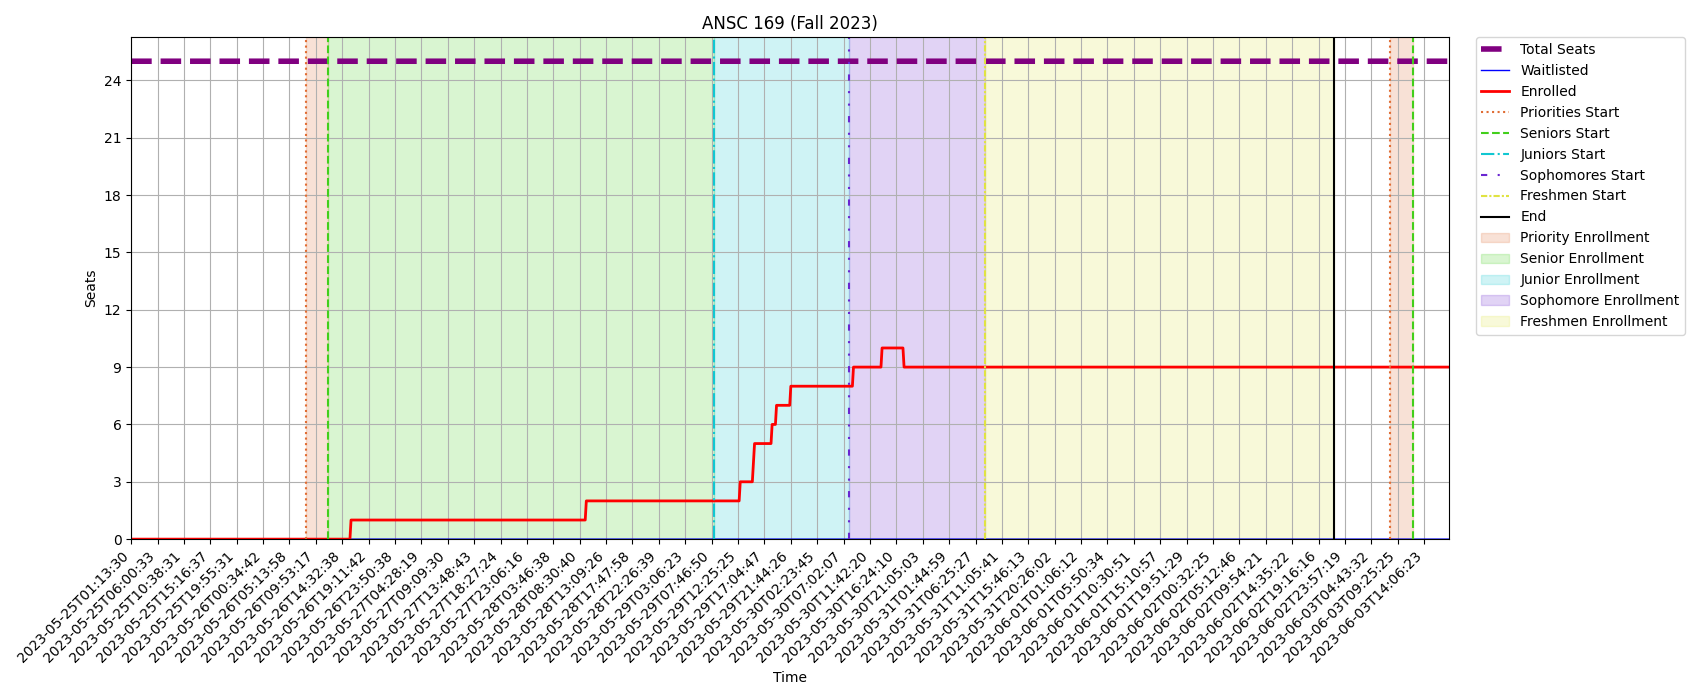 ANSC 169 (Fall 2023)
Seats
24
21
18
15
12
9
6
3
0
2023-05-25T01:13:30
2023-05-25T06:00:33
2023-05-25T10:38:31
2023-05-25T15:16:37
2023-05-25T19:55:31
2023-05-26T00:34:42
2023-05-26T05:13:58
2023-05-26T09:53:17
2023-05-26T14:32:38
2023-05-26T19:11:42
2023-05-26T23:50:38
2023-05-27T04:28:19
2023-05-27T09:09:30
2023-05-27T13:48:43
2023-05-27T18:27:24
2023-05-27T23:06:16
2023-05-28T03:46:38
2023-05-28T08:30:40
2023-05-28T13:09:26
2023-05-28T17:47:58
2023-05-28T22:26:39
2023-05-29T03:06:23
2023-05-29T07:46:50
2023-05-29T12:25:25
2023-05-29T17:04:47
2023-05-29T21:44:26
2023-05-30T02:23:45
2023-05-30T07:02:07
2023-05-30T11:42:20
2023-05-30T16:24:10
2023-05-30T21:05:03
2023-05-31T01:44:59
2023-05-31T06:25:27
2023-05-31T11:05:41
2023-05-31T15:46:13
2023-05-31T20:26:02
2023-06-01T01:06:12
2023-06-01T05:50:34
2023-06-01T10:30:51
2023-06-01T15:10:57
2023-06-01T19:51:29
2023-06-02T00:32:25
2023-06-02T05:12:46
2023-06-02T09:54:21
2023-06-02T14:35:22
2023-06-02T19:16:16
2023-06-02T23:57:19
2023-06-03T04:43:32
2023-06-03T09:25:25
2023-06-03T14:06:23
Time
Total Seats
Waitlisted
Enrolled
Priorities Start
Seniors Start
Juniors Start
Sophomores Start
Freshmen Start
End
Priority Enrollment
Senior Enrollment
Junior Enrollment
Sophomore Enrollment
Freshmen Enrollment